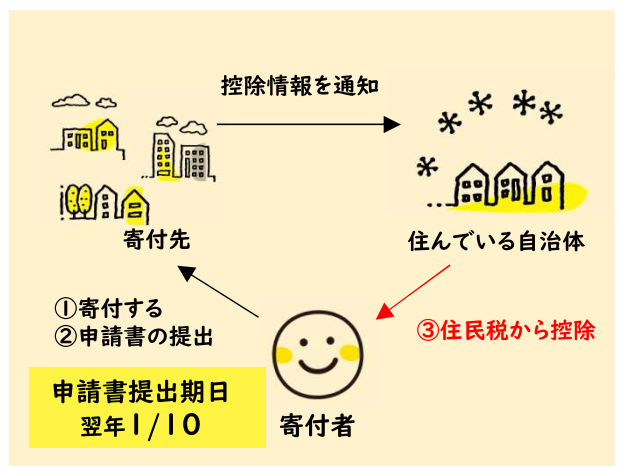 控除情報を通知
寄付先
住んでいる自治体
①寄付する
②申請書の提出
③住民税から控除
申請書提出期日
翌年1/10
寄付者